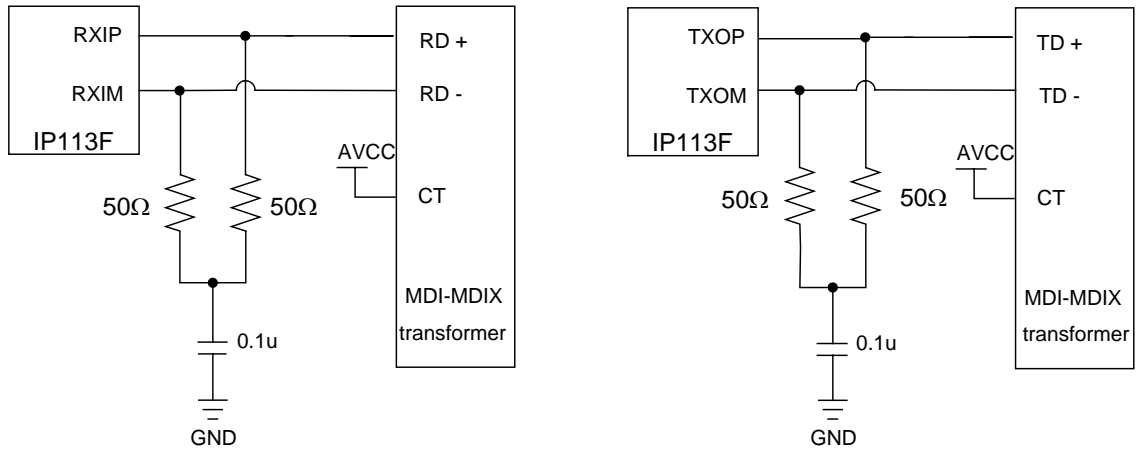 RXIP
RXIM
IP113F
RD +
RD -
AVCC
CT
50Ω
50Ω
MDI-MDIX
transformer
0.1u
GND
TXOP
TXOM
IP113F
TD +
TD -
AVCC
CT
50Ω
50Ω
MDI-MDIX
transformer
0.1u
GND